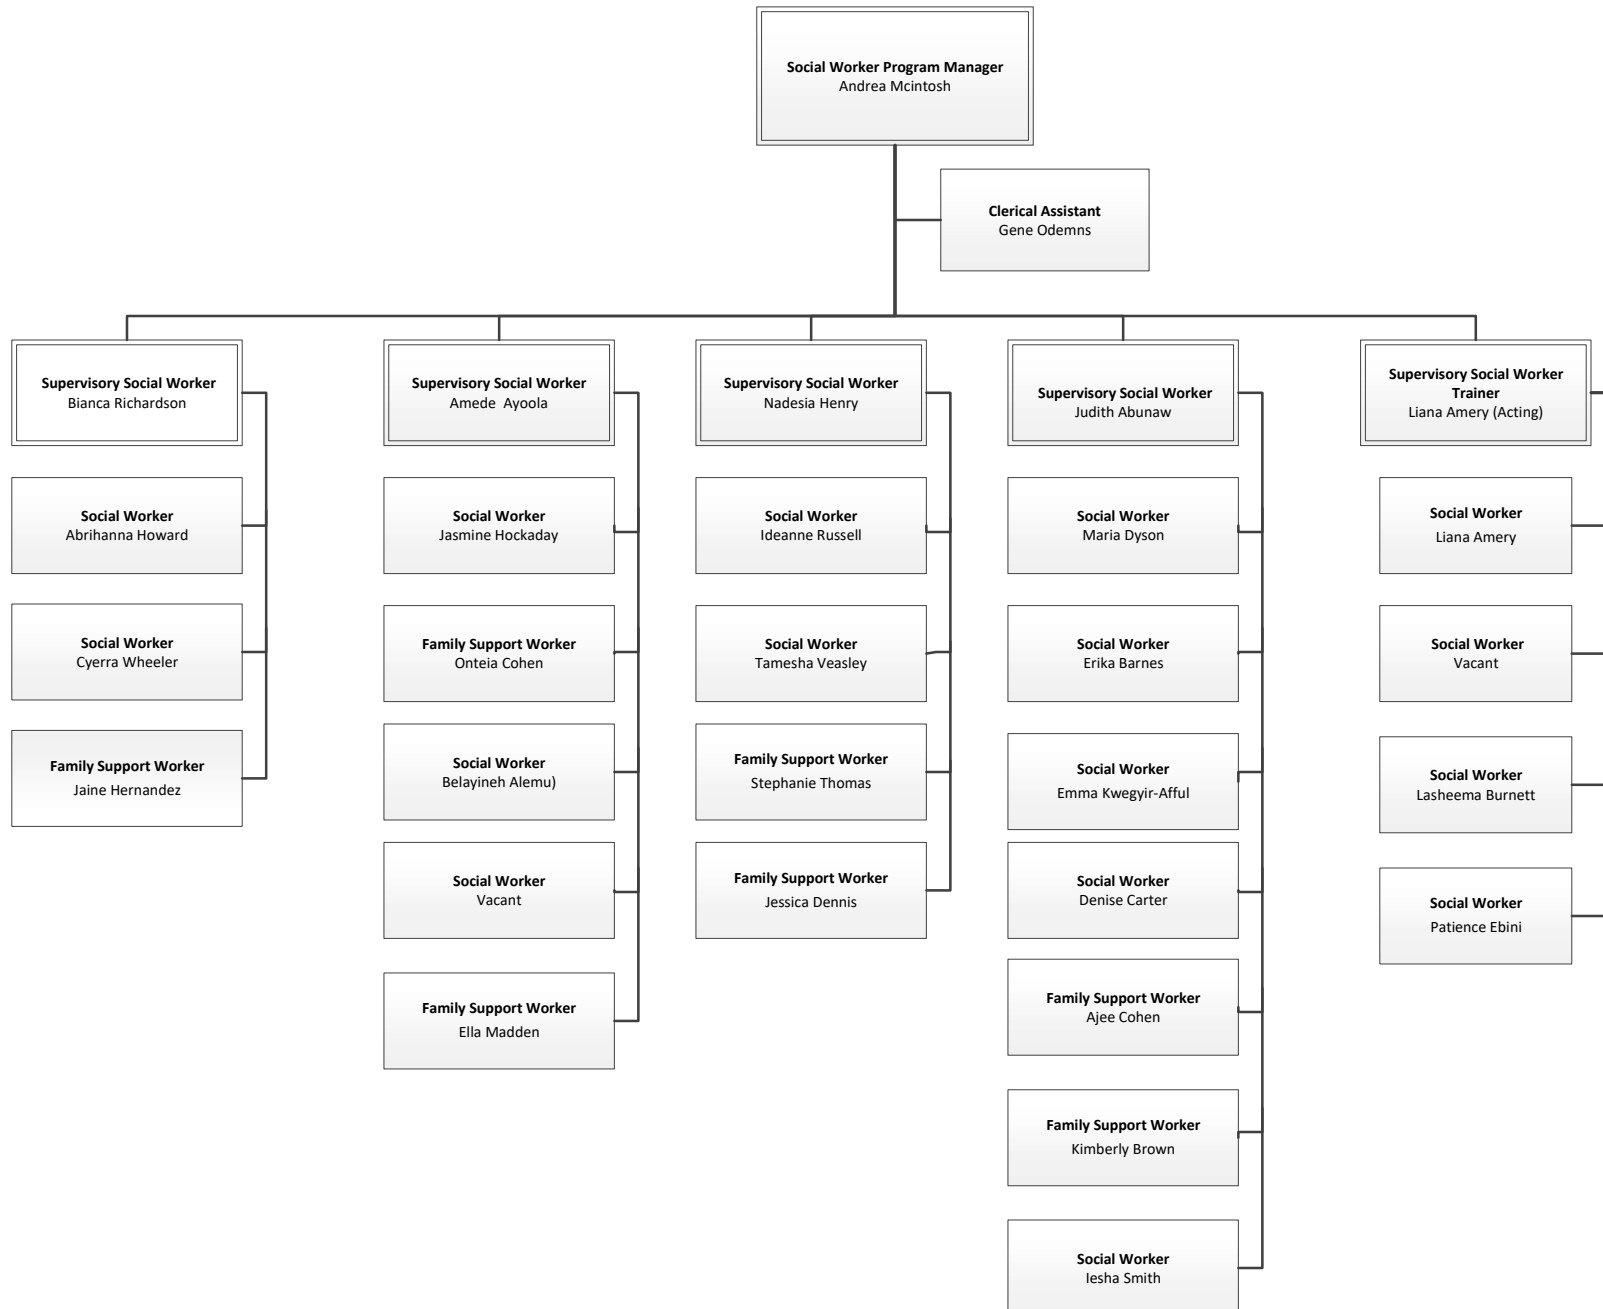 Social Worker Program Manager
Andrea Mcintosh
Clerical Assistant
Gene Odemns
Supervisory Social Worker
Bianca Richardson
Social Worker
Abrihanna Howard
Social Worker
Cyerra Wheeler
Family Support Worker
Jaine Hernandez
Supervisory Social Worker
Amede  Ayoola
Social Worker
Jasmine Hockaday
Family Support Worker
Onteia Cohen
Social Worker
Belayineh Alemu)
Social Worker
Vacant
Family Support Worker
Ella Madden
Supervisory Social Worker
Nadesia Henry
Social Worker
Ideanne Russell
Social Worker
Tamesha Veasley
Family Support Worker
Stephanie Thomas
Family Support Worker
Jessica Dennis
Supervisory Social Worker
Judith Abunaw
Social Worker
Maria Dyson
Social Worker
Erika Barnes
Social Worker
Emma Kwegyir-Afful
Social Worker
Denise Carter
Family Support Worker
Ajee Cohen
Family Support Worker
Kimberly Brown
Social Worker
Iesha Smith
Supervisory Social Worker
Trainer
Liana Amery (Acting)
Social Worker
Liana Amery
Social Worker
Vacant
Social Worker
Lasheema Burnett
Social Worker
Patience Ebini